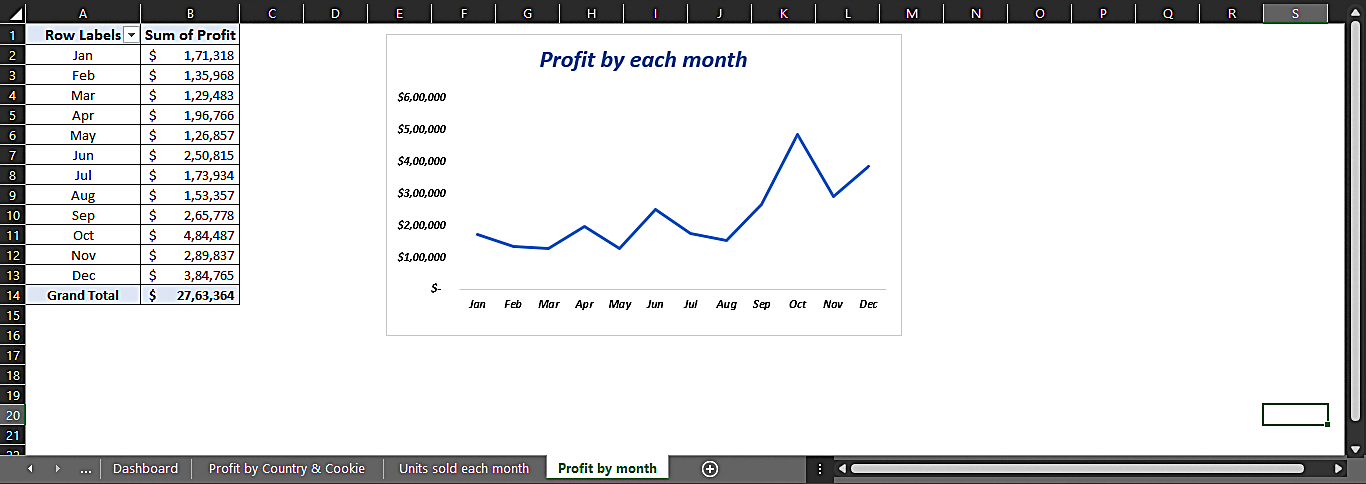 A B C D E F G H I J K L M N O P Q R S
1 Row Labels Sum of Profit
2 Jan $ 1,71,318
3 Feb $ 1,35,968
4 Mar $ 1,29,483
5 Apr $ 1,96,766
6 May $ 1,26,857
7 Jun $ 2,50,815
8 Jul $ 1,73,934
9 Aug $ 1,53,357
10 Sep $ 2,65,778
11 Oct $ 4,84,487
12 Nov $ 2,89,837
13 Dec $ 3,84,765
14 Grand Total $ 27,63,364
15
16
17
18
19
20
21
22
Profit by each month
$6,00,000
$5,00,000
$4,00,000
$3,00,000
$2,00,000
$1,00,000
$-
Jan Feb Mar Apr May Jun Jul Aug Sep Oct Nov Dec
... Dashboard Profit by Country & Cookie Units sold each month Profit by month